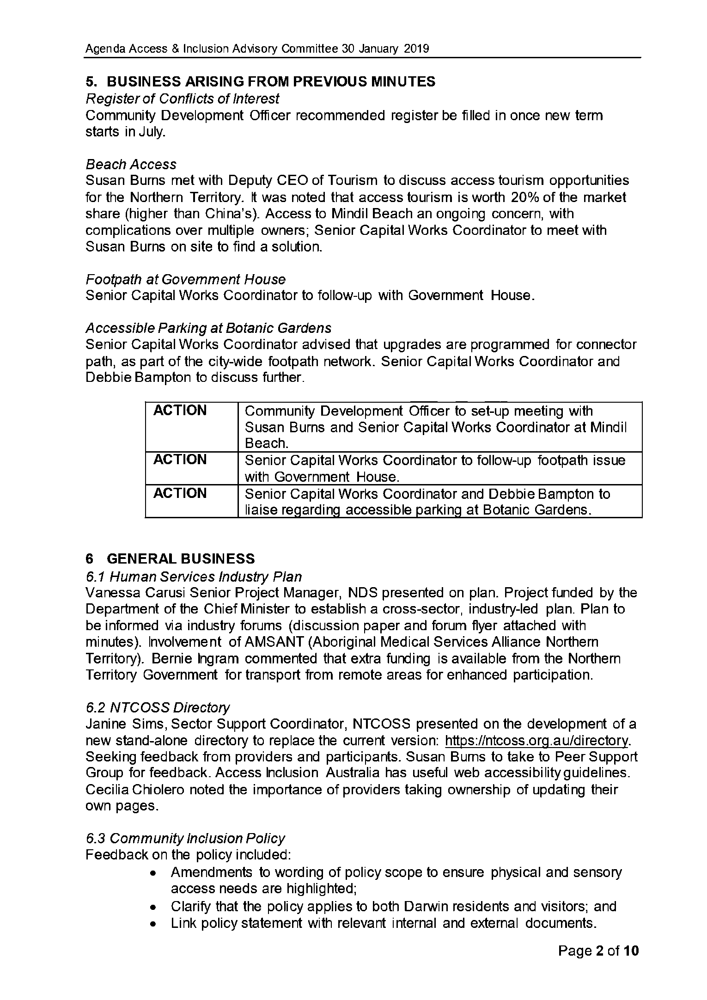 Agenda Access & Inclusion Advisory Committee 30 January 2019
5. BUSINESS ARISING FROM PREVIOUS MINUTES
Register of Conflicts of Interest
Community Development Officer recommended register be filled in once new term
starts in July.
Beach Access
Susan Burns met with Deputy CEO of Tourism to discuss access tourism opportunities
for the Northern Territory. It was noted that access tourism is worth 20% of the market
share (higher than China's). Access to Mindil Beach an ongoing concern, with
complications over multiple owners; Senior Capital Works Coordinator to meet with
Susan Burns on site to find a solution.
Footpath at Government House
Senior Capital Works Coordinator to follow-up with Government House.
Accessible Parking at Botanic Gardens
Senior Capital Works Coordinator advised that upgrades are programmed for connector
path, as part of the city-wide footpath network. Senior Capital Works Coordinator and
Debbie Bampton to discuss further.
ACTION Community Development Officer to set-up meeting with
Susan Burns and Senior Capital Works Coordinator at Mindil
Beach.
ACTION Senior Capital Works Coordinator to follow-up footpath issue
with Government House.
ACTION Senior Capital Works Coordinator and Debbie Bampton to
liaise regarding accessible parking at Botanic Gardens.
6 GENERAL BUSINESS
6.1 Human Services Industry Plan
Vanessa Carusi Senior Project Manager, NDS presented on plan. Project funded by the
Department of the Chief Minister to establish a cross-sector, industry-led plan. Plan to
be informed via industry forums (discussion paper and forum flyer attached with
minutes). Involvement of AMSANT (Aboriginal Medical Services Alliance Northern
Territory). Bernie Ingram commented that extra funding is available from the Northern
Territory Government for transport from remote areas for enhanced participation.
6.2 NTCOSS Directory
Janine Sims, Sector Support Coordinator, NTCOSS presented on the development of a
new stand-alone directory to replace the current version: https://ntcoss.org.au/directory.
Seeking feedback from providers and participants. Susan Burns to take to Peer Support
Group for feedback. Access Inclusion Australia has useful web accessibility guidelines.
Cecilia Chiolero noted the importance of providers taking ownership of updating their
own pages.
6.3 Community Inclusion Policy
Feedback on the policy included:
• Amendments to wording of policy scope to ensure physical and sensory
access needs are highlighted;
• Clarify that the policy applies to both Darwin residents and visitors; and
• Link policy statement with relevant internal and external documents.
Page 2 of 10